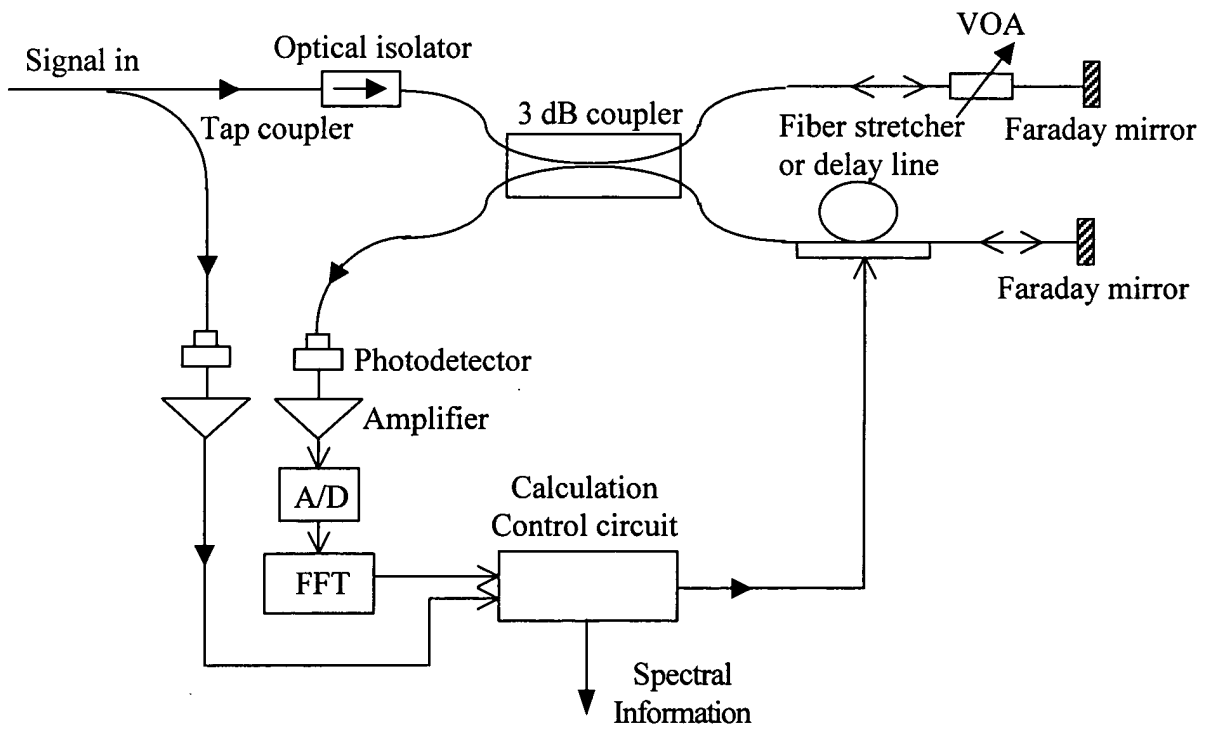 Signal in
Optical isolator
VOA
Tap coupler
3 dB coupler
Fiber stretcher
or delay line
Faraday mirror
Faraday mirror
Photodetector
Amplifier
A/D
FFT
Calculation
Control circuit
Spectral
Information